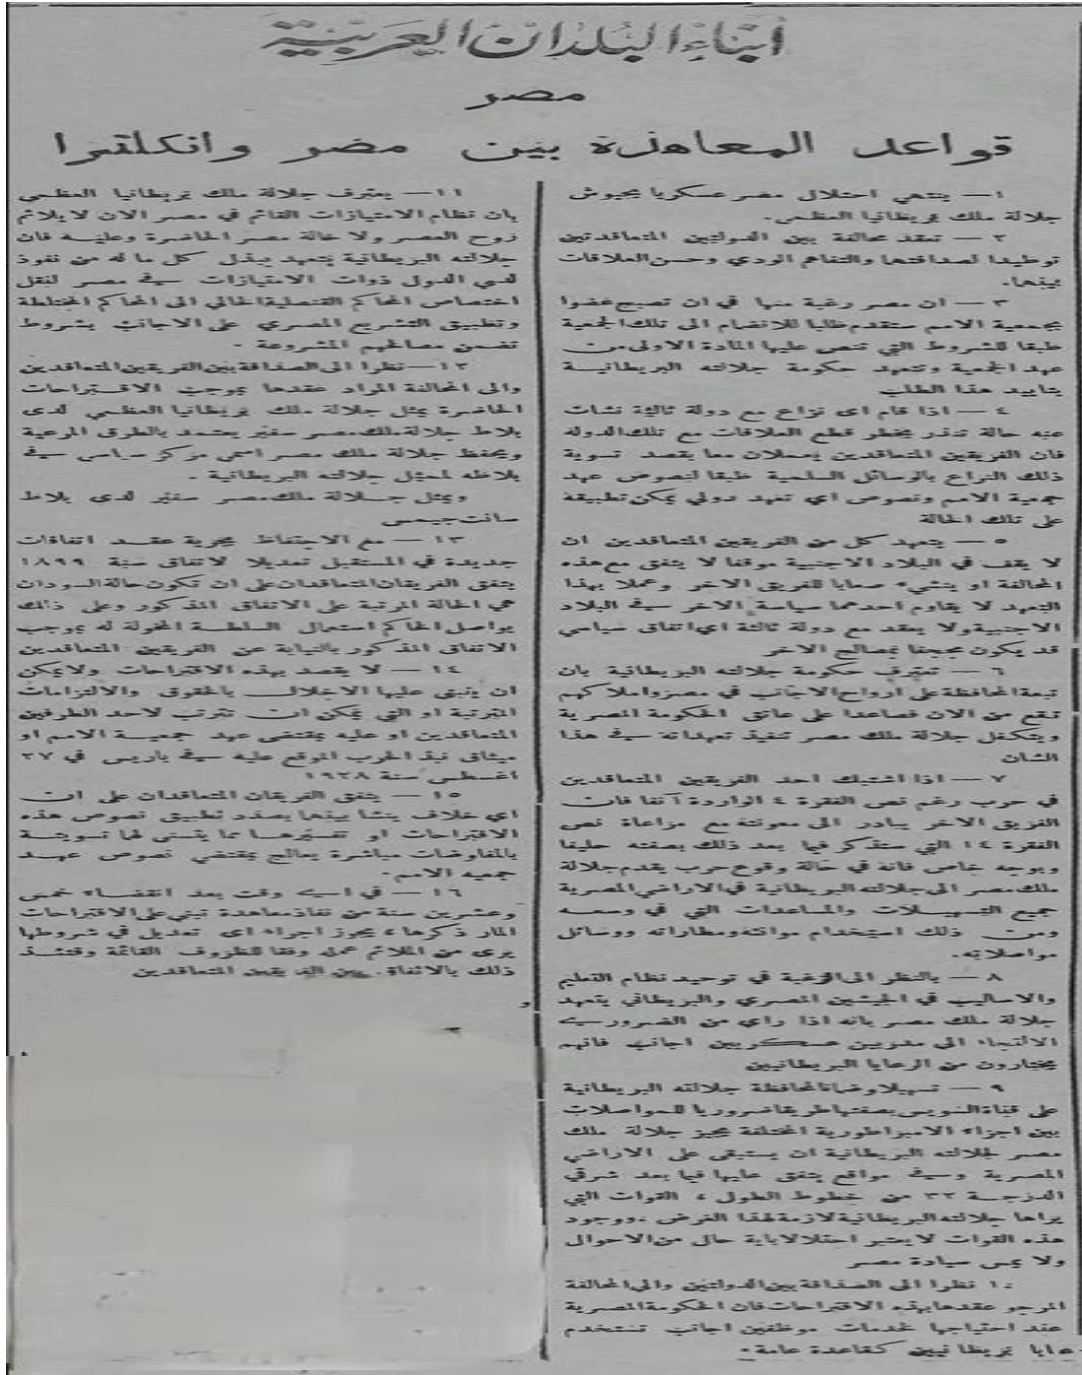 أنباء البلدان العربية
مصر
قواعد المعاهدة بين مصر وانكلترا
١- ينتهي احتلال مصر عسكريا بجيوش
جلالة ملك بريطانيا العظمى.
٢ - تعقد محالفة بين الدولتين المتعاقدتين
توطيدا لصداقتها والتفاهم الودي وحسن العلاقات
بينها.
٣ - ان مصر رغبة منها في ان تصبح عضوا
بجمعية الامم ستقدم طلبا للانضمام الى تلك الجمعية
طبقا للشروط التي تنص عليها المادة الاولى من
عهد الجمعية وتتعهد حكومة جلالته البريطانية
بتاييد هذا الطلب
٤ - اذا قام اى نزاع مع دولة ثالثة نشات
عنه حالة تنذر بخطر قطع العلاقات مع تلك الدوله
فان الفريقين المتعاقدين يعملان معا بقصد تسوية
ذلك النزاع بالوسائل السلمية طبقا لنصوص عهد
جمعية الامم ونصوص اي تعهد دولي يمكن تطبيقه
على تلك الحالة
٥ - يتعهد كل من الفريقين المتعاقدين ان
لا يقف في البلاد الاجنبية موقفا لا يتفق مع هذه
المحالفة او ينشيء صعابا للفريق الاخر وعملا بهذا
التعهد لا يقاوم احدهما سياسة الاخر في البلاد
الاجنبية ولا يعقد مع دولة ثالثة اي اتفاق سياسي
قد يكون مجحفا بمصالح الاخر
٦ - تعترف حكومة جلالته البريطانية بان
تبعة المحافظة على ارواح الاجانب في مصر واملاكهم
تقع من الان فصاعدا على عاتق الحكومة المصرية
ويتكفل جلالة ملك مصر تنفيذ تعهداته في هذا
الشان
٧ - اذا اشتبك احد الفريقين المتعاقدين
في حرب رغم نص الفقرة ٤ الواردة آنفا فان
الفريق الاخر يبادر الى معونته مع مراعاة نص
الفقرة ١٤ التي ستذكر فيما بعد ذلك بصفته حليفا
وبوجه خاص فانه في حالة وقوع حرب يقدم جلالة
ملك مصر الى جلالته البريطانية في الاراضي المصرية
جميع التسهيلات والمساعدات التي في وسعه
ومن ذلك استخدام موانئه ومطاراته ووسائل
مواصلاته.
٨ - بالنظر الى الرغبة في توحيد نظام التعليم
والاساليب في الجيشين المصري والبريطاني يتعهد
جلالة ملك مصر بانه اذا راي من الضروري
الالتجاء الى مدربين عسكريين اجانب فانهم
يختارون من الرعايا البريطانيين
٩ - تسهيلا وضمانا لمحافظة جلالته البريطانية
على قناة السويس بصفتها طريقا ضروريا للمواصلات
بين اجزاء الامبراطورية المختلفة يجيز جلالة ملك
مصر لجلالته البريطانية ان يستبقى على الاراضي
المصرية وفي مواقع يتفق عليها فيما بعد شرقي
الدرجة ٣٢ من خطوط الطول ، القوات التي
يراها جلالته البريطانية لازمة لهذا الغرض ،ووجود
هذه القوات لا يعتبر احتلالا باية حال من الاحوال
ولا يمس سيادة مصر
١٠ نظرا الى الصداقة بين الدولتين والى المحالفة
المرجو عقدها بهذه الاقتراحات فان الحكومة المصرية
عند احتياجها لخدمات موظفين اجانب تستخدم
رعايا بريطانيين كقاعدة عامة.
١١- يعترف جلالة ملك بريطانيا العظمى
بان نظام الامتيازات القائم في مصر الان لا يلائم
روح العصر ولا حالة مصر الحاضرة وعليه فان
جلالته البريطانية يتعهد ببذل كل ما له من نفوذ
لدى الدول ذوات الامتيازات في مصر لنقل
اختصاص المحاكم القنصلية الحالي الى المحاكم المختلطة
وتطبيق التشريع المصري على الاجانب بشروط
تضمن مصالحهم المشروعة .
١٢- نظرا الى الصداقة بين الفريقين المتعاقدين
والى المحالفة المراد عقدها بموجب الاقتراحات
الحاضرة يمثل جلالة ملك بريطانيا العظمى لدى
بلاط جلالة ملك مصر سفير يعتمد بالطرق المرعية
ويحفظ جلالة ملك مصر اسمى مركز سياسي في
بلاطه لممثل جلالته البريطانية .
ويمثل جلالة ملك مصر سفير لدى بلاط
سانت جيمس
١٣ - مع الاحتفاظ بحرية عقد اتفاقات
جديدة في المستقبل تعديلا لاتفاق سنة ١٨٩٩
يتفق الفريقان المتعاقدان على ان تكون حالة السودان
هي الحالة المرتبة على الاتفاق المذكور وعلى ذلك
يواصل الحاكم استعمال السلطة المخولة له بموجب
الاتفاق المذكور بالنيابة عن الفريقين المتعاقدين
١٤ - لا يقصد بهذه الاقتراحات ولا يمكن
ان ينبني عليها الاخلال بالحقوق والالتزامات
المترتبة او التي يمكن ان تترتب لاحد الطرفين
المتعاقدين او عليه بمقتضى عهد جمعية الامم او
ميثاق نبذ الحرب الموقع عليه في باريس في ٢٧
اغسطس سنة ١٩٢٨
١٥ - يتفق الفريقان المتعاقدان على ان
اي خلاف ينشا بينها بصدد تطبيق نصوص هذه
الاقتراحات او تفسيرها مما يتسنى لها تسويته
بالمفاوضات مباشرة يعالج بمقتضي نصوص عهد
جمعيه الامم.
١٦ - في اي وقت بعد انقضاء خمس
وعشرين سنة من نفاذ معاهدة تبني على الاقتراحات
المار ذكرها ، يجوز اجراء اى تعديل في شروطها
يرى من الملائم عمله وفقا للظروف القائمة وقتئذ
ذلك بالاتفاق بين الفريقين المتعاقدين